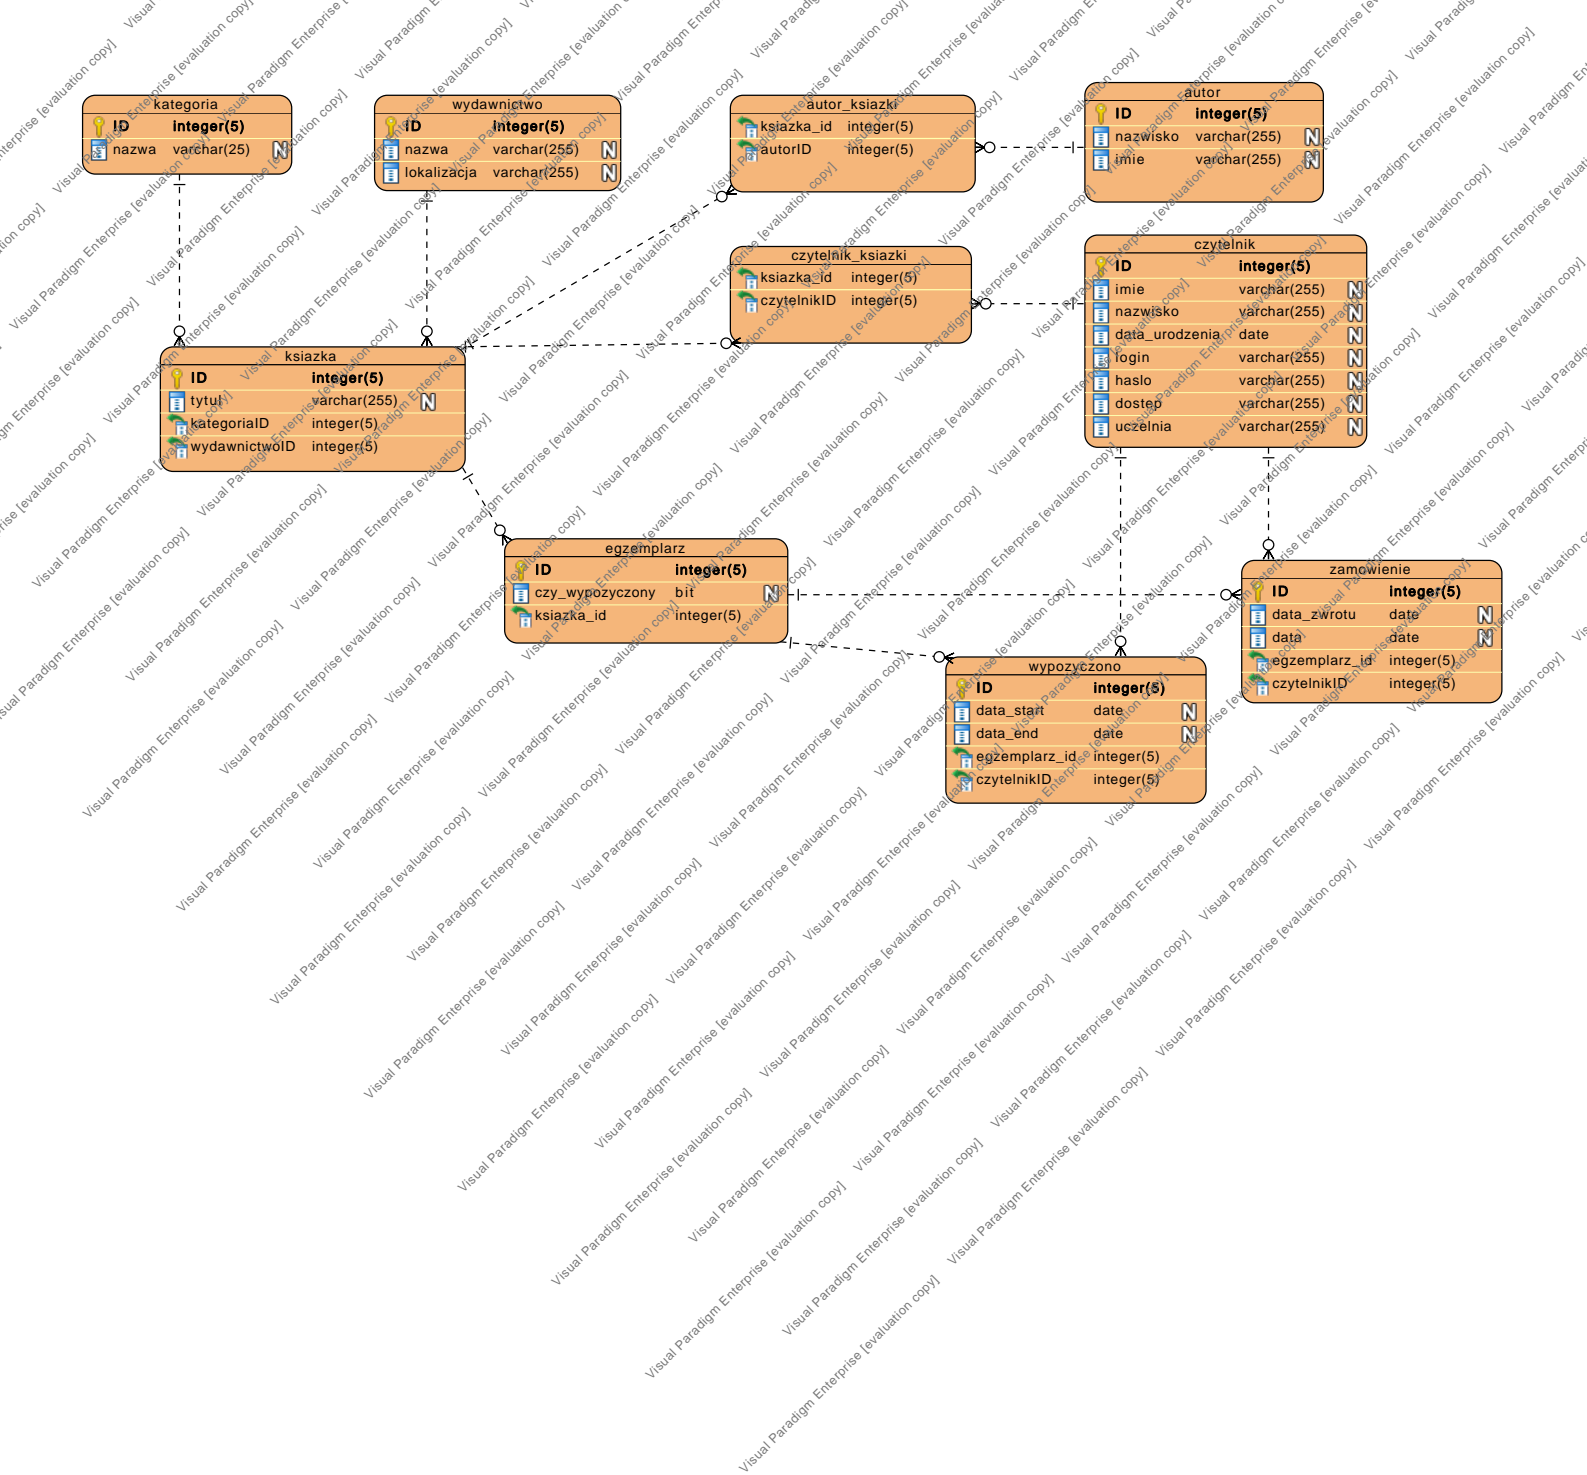 kategoria
ID integer(5)
nazwa varchar(25) N
wydawnictwo
ID integer(5)
nazwa varchar(255) N
lokalizacja varchar(255) N
autor_ksiazki
ksiazka_id integer(5)
autorID integer(5)
autor
ID integer(5)
nazwisko varchar(255) N
imie varchar(255) N
czytelnik_ksiazki
ksiazka_id integer(5)
czytelnikID integer(5)
czytelnik
ID integer(5)
imie varchar(255) N
nazwisko varchar(255) N
data_urodzenia date N
login varchar(255) N
haslo varchar(255) N
dostep varchar(255) N
uczelnia varchar(255) N
ksiazka
ID integer(5)
tytul varchar(255) N
kategoriaID integer(5)
wydawnictwoID integer(5)
egzemplarz
ID integer(5)
czy_wypozyczony bit N
ksiazka_id integer(5)
zamowienie
ID integer(5)
data_zwrotu date N
data date N
egzemplarz_id integer(5)
czytelnikID integer(5)
wypozyczono
ID integer(5)
data_start date N
data_end date N
egzemplarz_id integer(5)
czytelnikID integer(5)
Visual Paradigm Enterprise [evaluation copy]